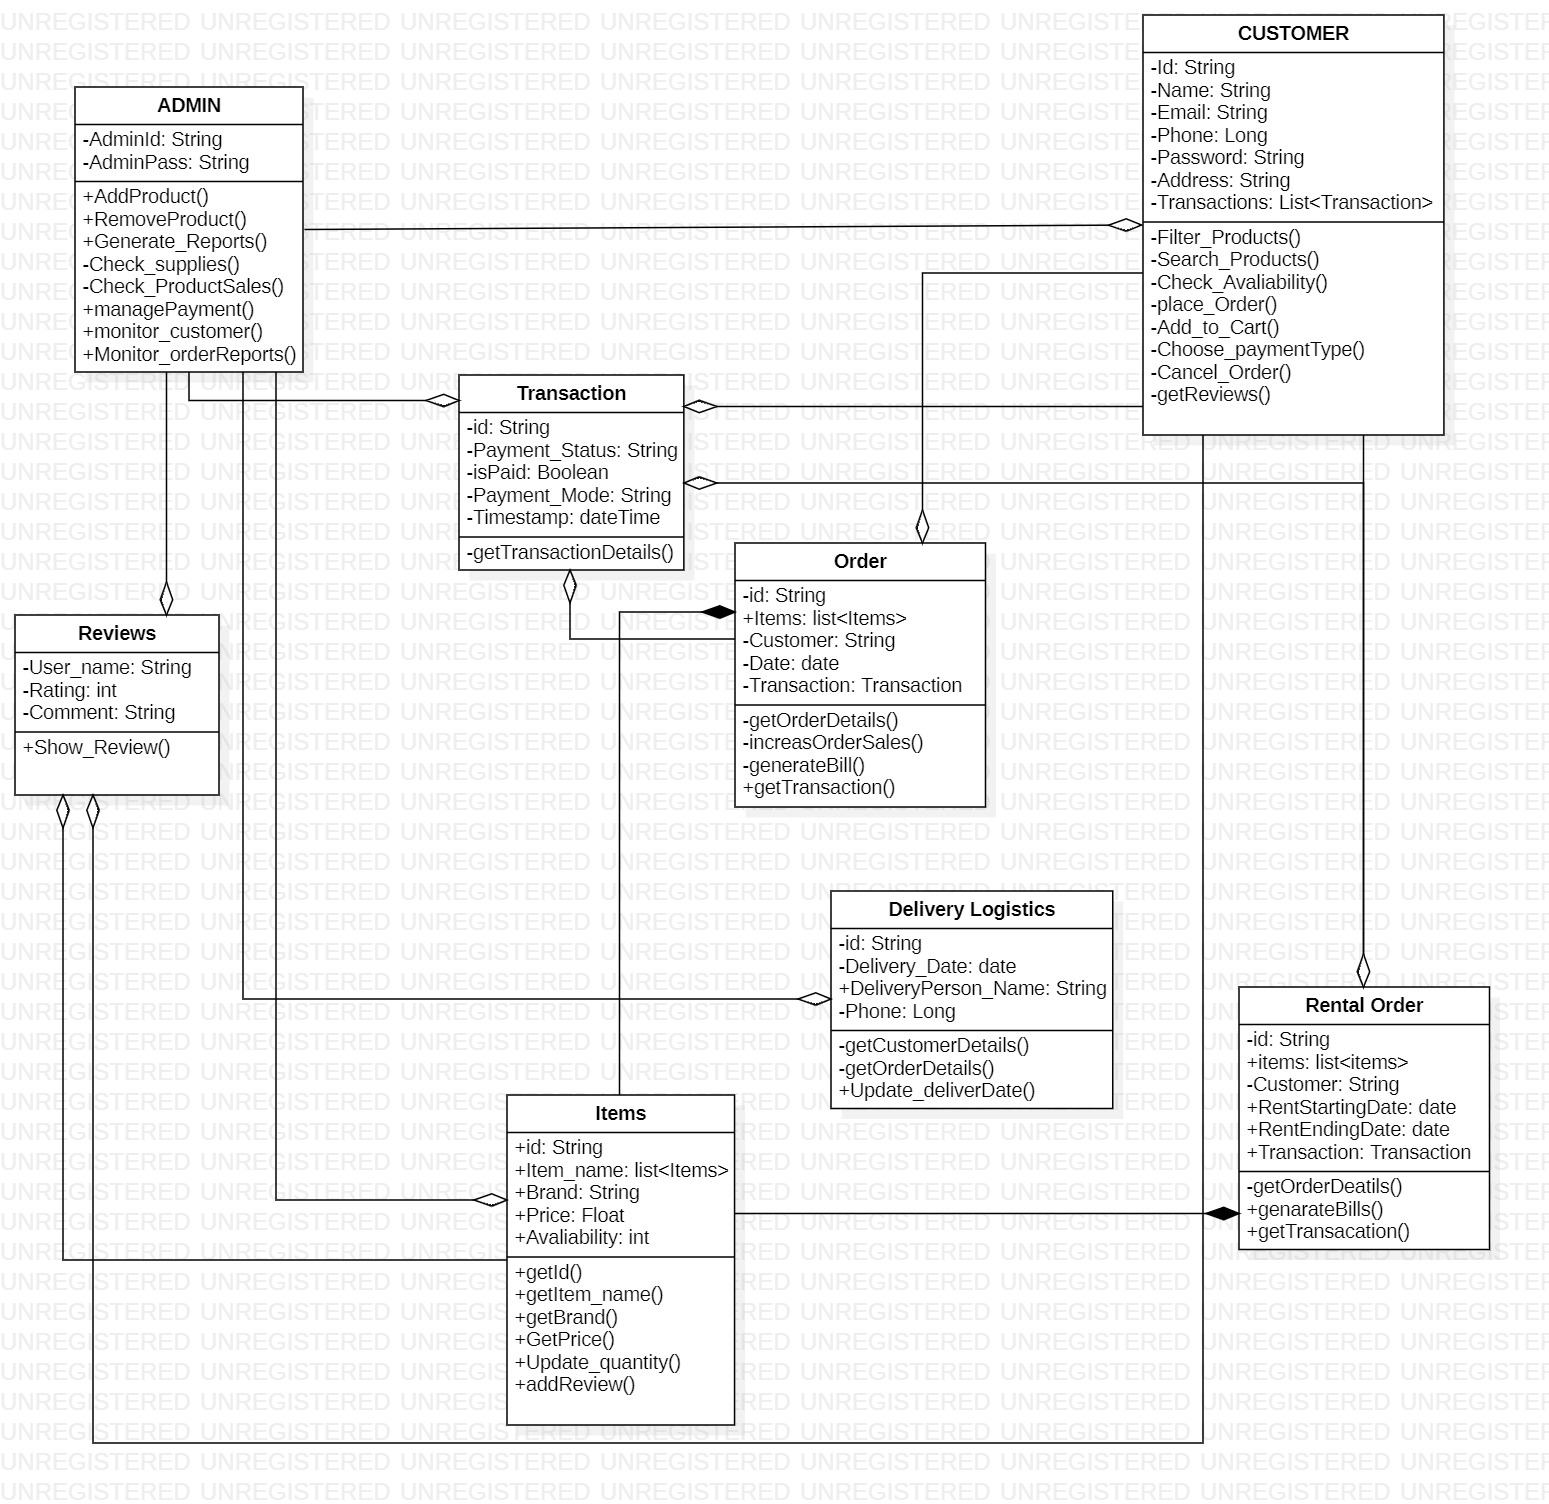 CUSTOMER
-Id: String
-Name: String
-Email: String
-Phone: Long
-Password: String
-Address: String
-Transactions: List<Transaction>
-Filter_Products()
-Search_Products()
-Check_Avaliability()
-place_Order()
-Add_to_Cart()
-Choose_paymentType()
-Cancel_Order()
-getReviews()
ADMIN
-AdminId: String
-AdminPass: String
+AddProduct()
+RemoveProduct()
+Generate_Reports()
-Check_supplies()
-Check_ProductSales()
+managePayment()
+monitor_customer()
+Monitor_orderReports()
Transaction
-id: String
-Payment_Status: String
-isPaid: Boolean
-Payment_Mode: String
-Timestamp: dateTime
-getTransactionDetails()
Order
-id: String
+Items: list<Items>
-Customer: String
-Date: date
-Transaction: Transaction
-getOrderDetails()
-increasOrderSales()
-generateBill()
+getTransaction()
Reviews
-User_name: String
-Rating: int
-Comment: String
+Show_Review()
Delivery Logistics
-id: String
-Delivery_Date: date
+DeliveryPerson_Name: String
-Phone: Long
-getCustomerDetails()
-getOrderDetails()
+Update_deliverDate()
Rental Order
-id: String
+items: list<items>
-Customer: String
+RentStartingDate: date
+RentEndingDate: date
+Transaction: Transaction
-getOrderDeatils()
+genarateBills()
+getTransacation()
Items
+id: String
+Item_name: list<Items>
+Brand: String
+Price: Float
+Avaliability: int
+getId()
+getItem_name()
+getBrand()
+GetPrice()
+Update_quantity()
+addReview()
UNREGISTERED